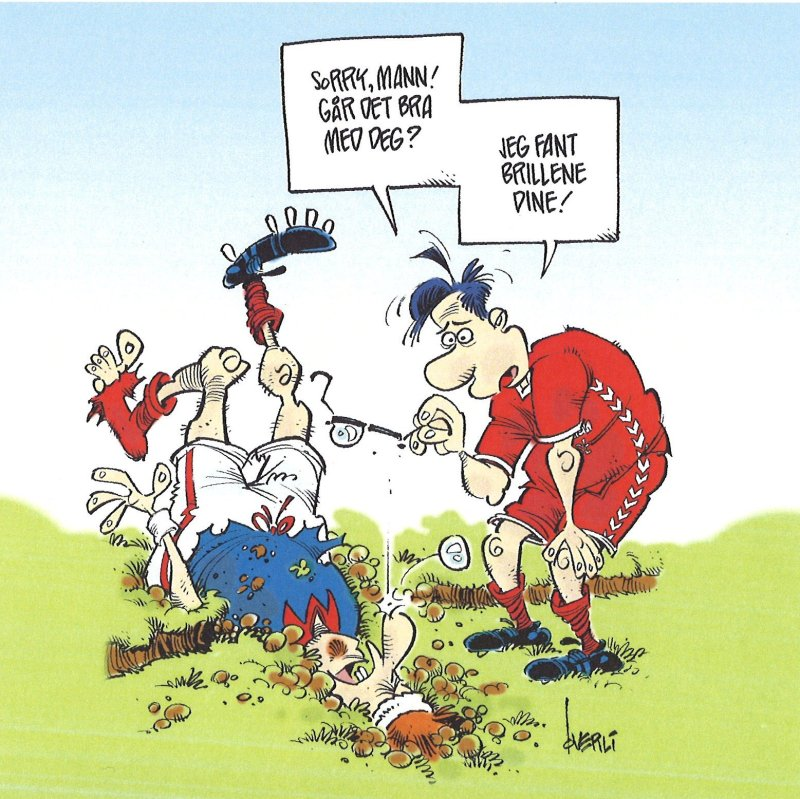 SORRY, MANN!
GÅR DET BRA
MED DEG?
JEG FANT
BRILLENE
DINE!
ØVERLI